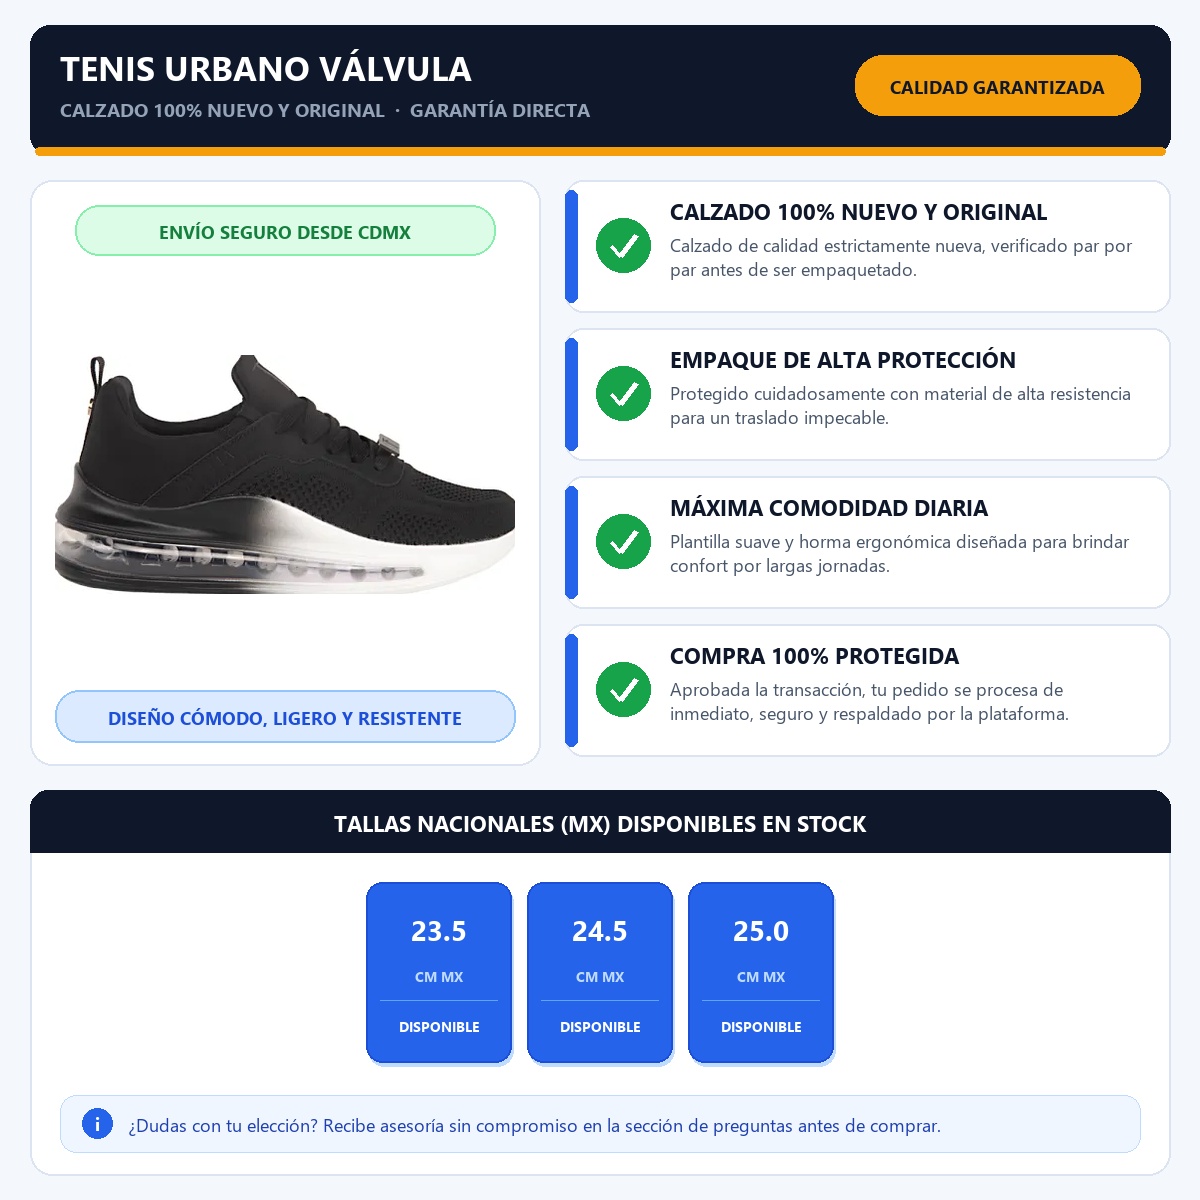 TENIS URBANO VÁLVULA
CALZADO 100% NUEVO Y ORIGINAL · GARANTÍA DIRECTA
CALIDAD GARANTIZADA
ENVÍO SEGURO DESDE CDMX
DISEÑO CÓMODO, LIGERO Y RESISTENTE
CALZADO 100% NUEVO Y ORIGINAL
Calzado de calidad estrictamente nueva, verificado par por
par antes de ser empaquetado.
EMPAQUE DE ALTA PROTECCIÓN
Protegido cuidadosamente con material de alta resistencia
para un traslado impecable.
MÁXIMA COMODIDAD DIARIA
Plantilla suave y horma ergonómica diseñada para brindar
confort por largas jornadas.
COMPRA 100% PROTEGIDA
Aprobada la transacción, tu pedido se procesa de
inmediato, seguro y respaldado por la plataforma.
TALLAS NACIONALES (MX) DISPONIBLES EN STOCK
23.5
CM MX
DISPONIBLE
24.5
CM MX
DISPONIBLE
25.0
CM MX
DISPONIBLE
¿Dudas con tu elección? Recibe asesoría sin compromiso en la sección de preguntas antes de comprar.